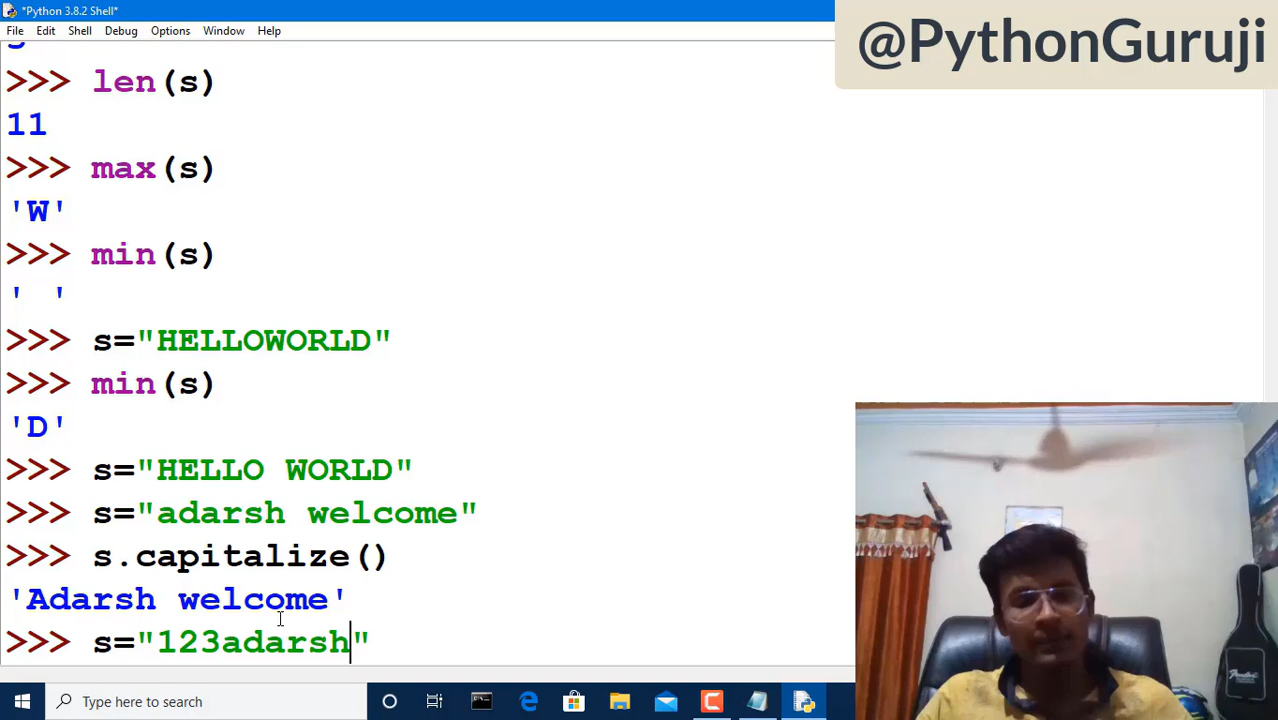 *Python 3.8.2 Shell*
@PythonGuruji
File Edit Shell Debug Options Window Help
>>> len(s)
11
>>> max(s)
'W'
>>> min(s)
' '
>>> s="HELLOWORLD"
>>> min(s)
'D'
>>> s="HELLO WORLD"
>>> s="adarsh welcome"
>>> s.capitalize()
'Adarsh welcome'
>>> s="123adarsh"
Fender
Type here to search